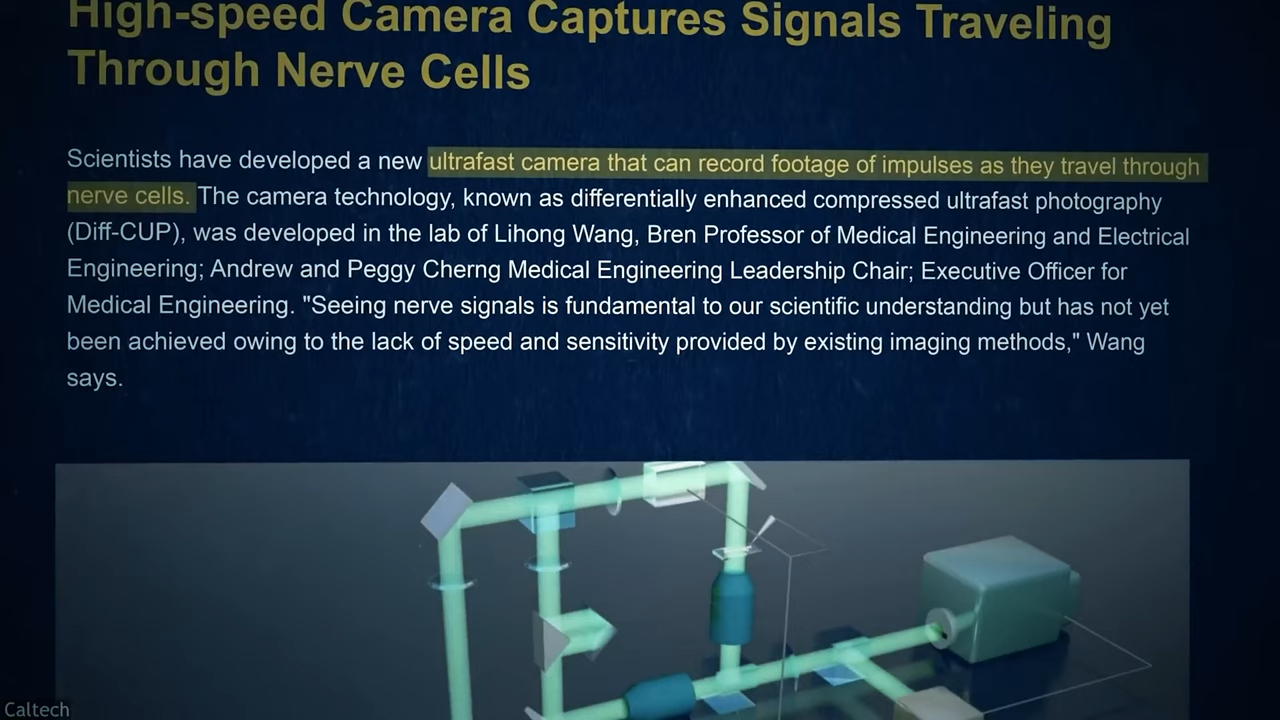 High-speed Camera Captures Signals Traveling
Through Nerve Cells
Scientists have developed a new ultrafast camera that can record footage of impulses as they travel through
nerve cells. The camera technology, known as differentially enhanced compressed ultrafast photography
(Diff-CUP), was developed in the lab of Lihong Wang, Bren Professor of Medical Engineering and Electrical
Engineering; Andrew and Peggy Cherng Medical Engineering Leadership Chair; Executive Officer for
Medical Engineering. "Seeing nerve signals is fundamental to our scientific understanding but has not yet
been achieved owing to the lack of speed and sensitivity provided by existing imaging methods," Wang
says.
Caltech